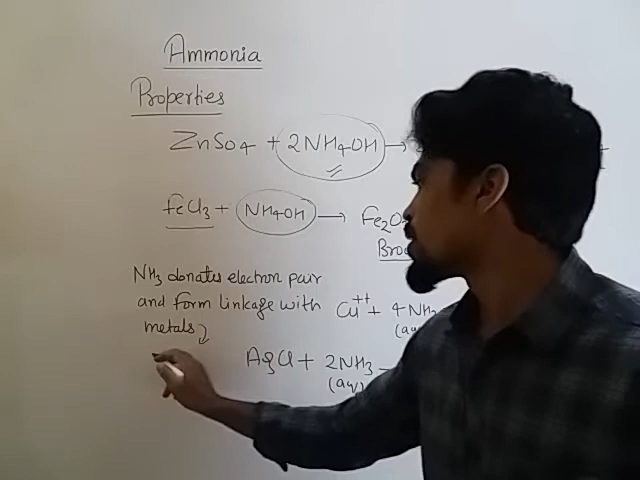 Ammonia
Properties
ZnSo4 + 2NH4OH →
FeCl3 + NH4OH → Fe2O
Bro
NH3 donates electron pair
and form linkage with
metals
Cu++ + 4NH3
(aq
AgCl + 2NH3 –
(aq)